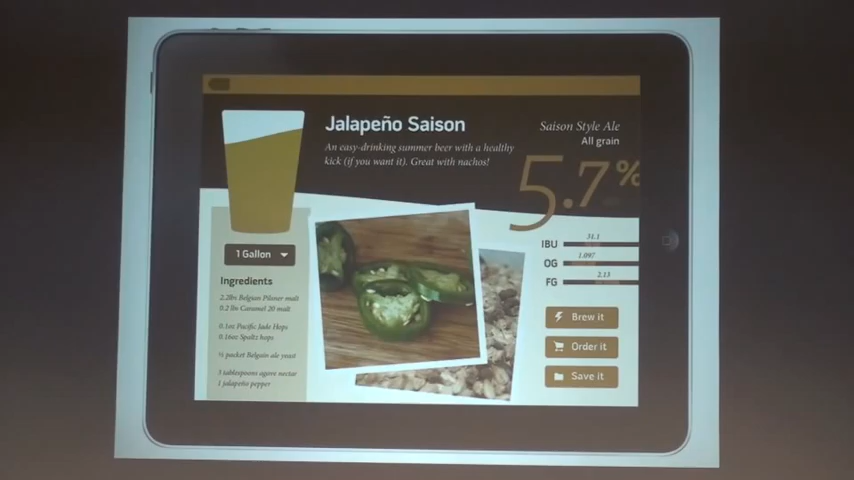 Jalapeño Saison
An easy-drinking summer beer with a healthy
kick (if you want it). Great with nachos!
Saison Style Ale
All grain
5.7%
1 Gallon
Ingredients
2.2lbs Belgian Pilsner malt
0.2 lbs Caramel 20 malt
0.1oz Pacific Jade Hops
0.16oz Spaltz hops
½ packet Belgain ale yeast
3 tablespoons agave nectar
1 jalapeño pepper
IBU 31.1
OG 1.097
FG 2.13
Brew it
Order it
Save it